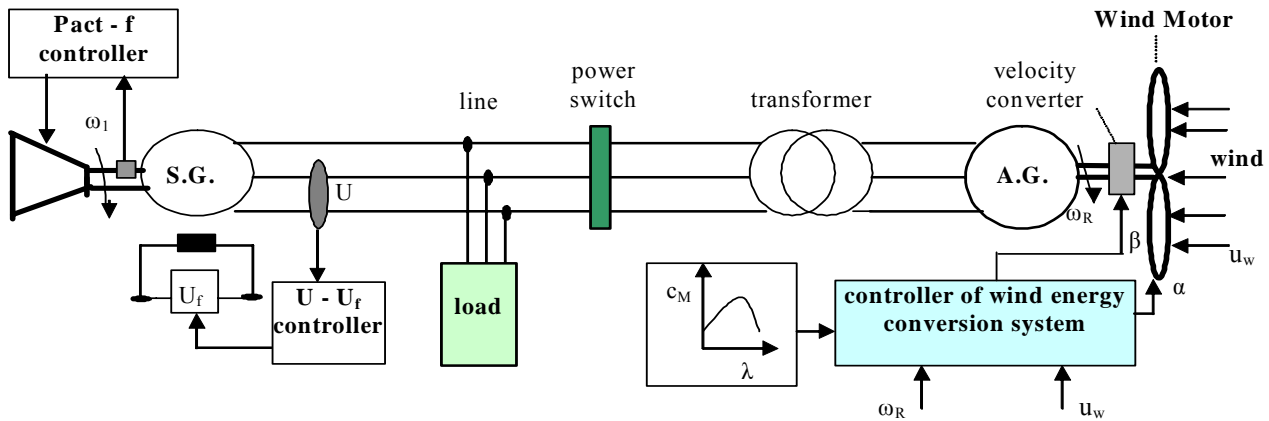 Pact - f
controller
ω1
S.G.
U
Uf
U - Uf
controller
line
load
power
switch
transformer
A.G.
ωR
velocity
converter
Wind Motor
wind
uw
β
α
cM
λ
controller of wind energy
conversion system
ωR
uw